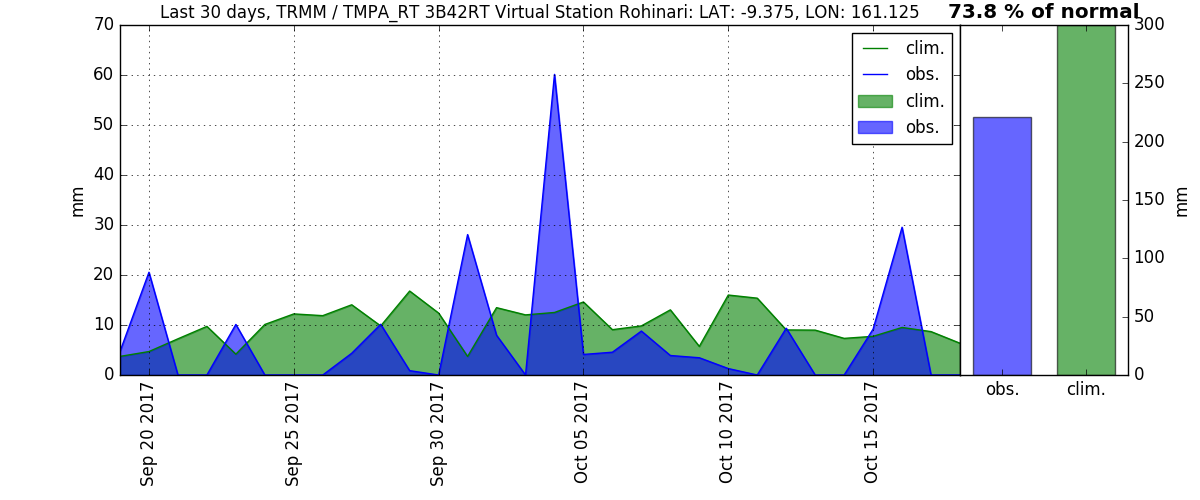 Last 30 days, TRMM / TMPA_RT 3B42RT Virtual Station Rohinari: LAT: -9.375, LON: 161.125
73.8 % of normal
70
60
50
40
30
20
10
0
mm
clim.
obs.
clim.
obs.
300
250
200
150
100
50
0
mm
Sep 20 2017
Sep 25 2017
Sep 30 2017
Oct 05 2017
Oct 10 2017
Oct 15 2017
obs.
clim.